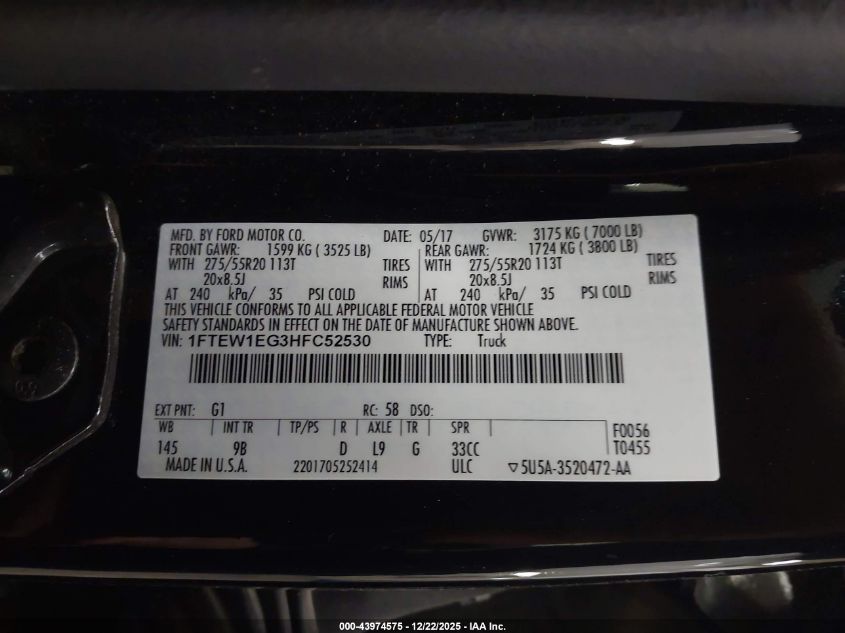 MFD. BY FORD MOTOR CO. DATE: 05/17 GVWR: 3175 KG ( 7000 LB)
FRONT GAWR: 1599 KG ( 3525 LB) REAR GAWR: 1724 KG ( 3800 LB)
WITH 275/55R20 113T TIRES WITH 275/55R20 113T TIRES
20x8.5J RIMS 20x8.5J RIMS
AT 240 kPa/ 35 PSI COLD AT 240 kPa/ 35 PSI COLD
THIS VEHICLE CONFORMS TO ALL APPLICABLE FEDERAL MOTOR VEHICLE
SAFETY STANDARDS IN EFFECT ON THE DATE OF MANUFACTURE SHOWN ABOVE.
VIN: 1FTEW1EG3HFC52530 TYPE: Truck
EXT PNT: G1 RC: 58 DSO:
WB INT TR TP/PS R AXLE TR SPR F0056
145 9B D L9 G 33CC T0455
MADE IN U.S.A. 2201705252414 ULC ▽5U5A-3520472-AA
000-43974575 - 12/22/2025 - IAA Inc.